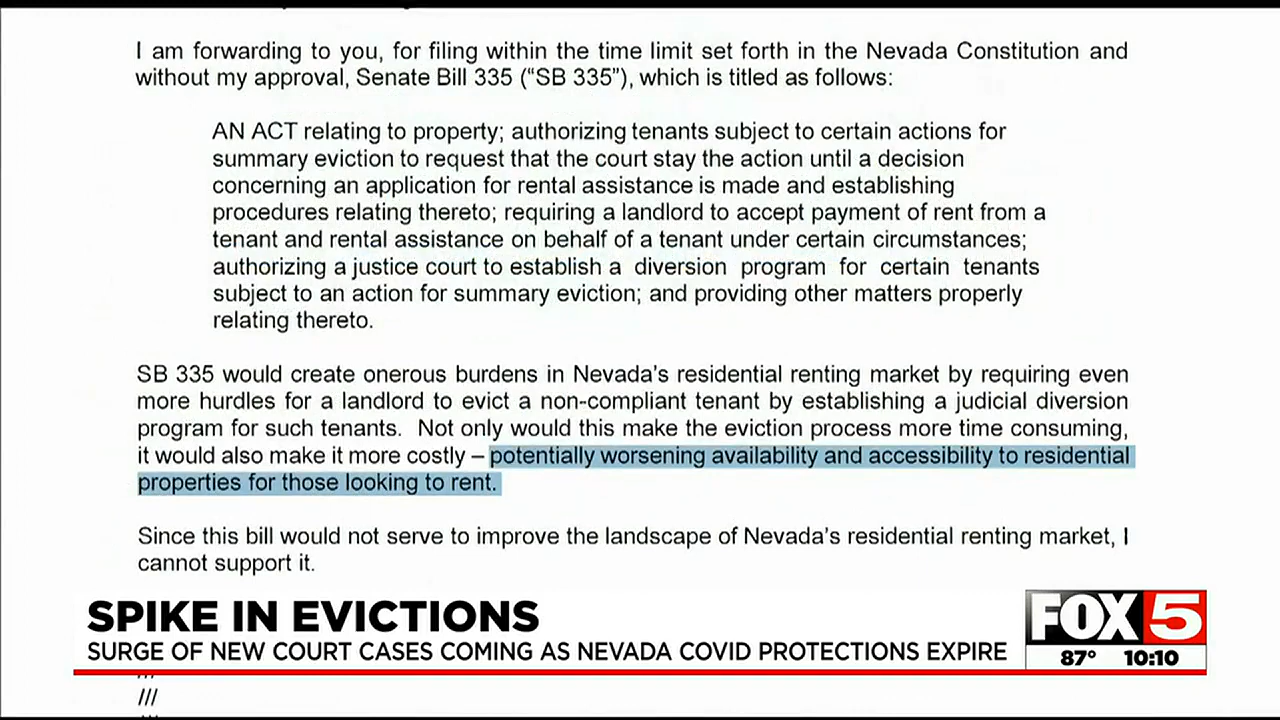 I am forwarding to you, for filing within the time limit set forth in the Nevada Constitution and
without my approval, Senate Bill 335 (“SB 335”), which is titled as follows:
AN ACT relating to property; authorizing tenants subject to certain actions for
summary eviction to request that the court stay the action until a decision
concerning an application for rental assistance is made and establishing
procedures relating thereto; requiring a landlord to accept payment of rent from a
tenant and rental assistance on behalf of a tenant under certain circumstances;
authorizing a justice court to establish a diversion program for certain tenants
subject to an action for summary eviction; and providing other matters properly
relating thereto.
SB 335 would create onerous burdens in Nevada’s residential renting market by requiring even
more hurdles for a landlord to evict a non-compliant tenant by establishing a judicial diversion
program for such tenants. Not only would this make the eviction process more time consuming,
it would also make it more costly – potentially worsening availability and accessibility to residential
properties for those looking to rent.
Since this bill would not serve to improve the landscape of Nevada’s residential renting market, I
cannot support it.
SPIKE IN EVICTIONS
SURGE OF NEW COURT CASES COMING AS NEVADA COVID PROTECTIONS EXPIRE
FOX 5
87° 10:10
///